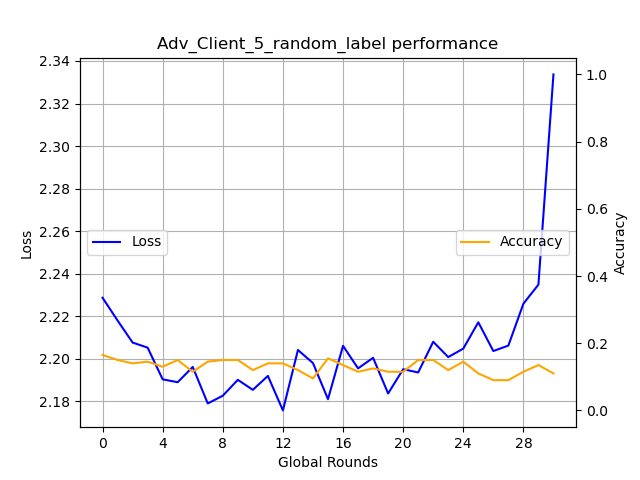 Adv_Client_5_random_label performance
2.34
2.32
2.30
2.28
2.26
2.24
2.22
2.20
2.18
Loss
Loss
Accuracy
1.0
0.8
0.6
0.4
0.2
0.0
Accuracy
0 4 8 12 16 20 24 28
Global Rounds